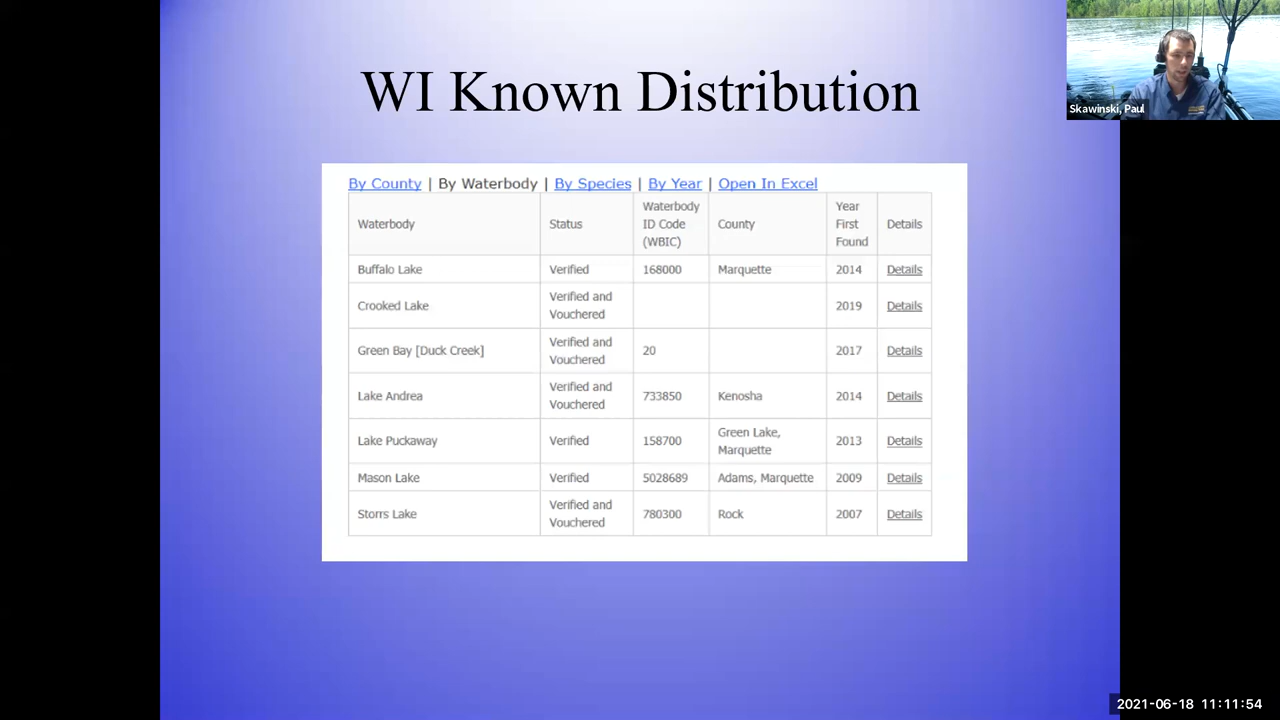 WI Known Distribution
Skawinski, Paul
By County | By Waterbody | By Species | By Year | Open In Excel
Waterbody Status Waterbody ID Code (WBIC) County Year First Found Details
Buffalo Lake Verified 168000 Marquette 2014 Details
Crooked Lake Verified and Vouchered 2019 Details
Green Bay [Duck Creek] Verified and Vouchered 20 2017 Details
Lake Andrea Verified and Vouchered 733850 Kenosha 2014 Details
Lake Puckaway Verified 158700 Green Lake, Marquette 2013 Details
Mason Lake Verified 5028689 Adams, Marquette 2009 Details
Storrs Lake Verified and Vouchered 780300 Rock 2007 Details
2021-06-18 11:11:54